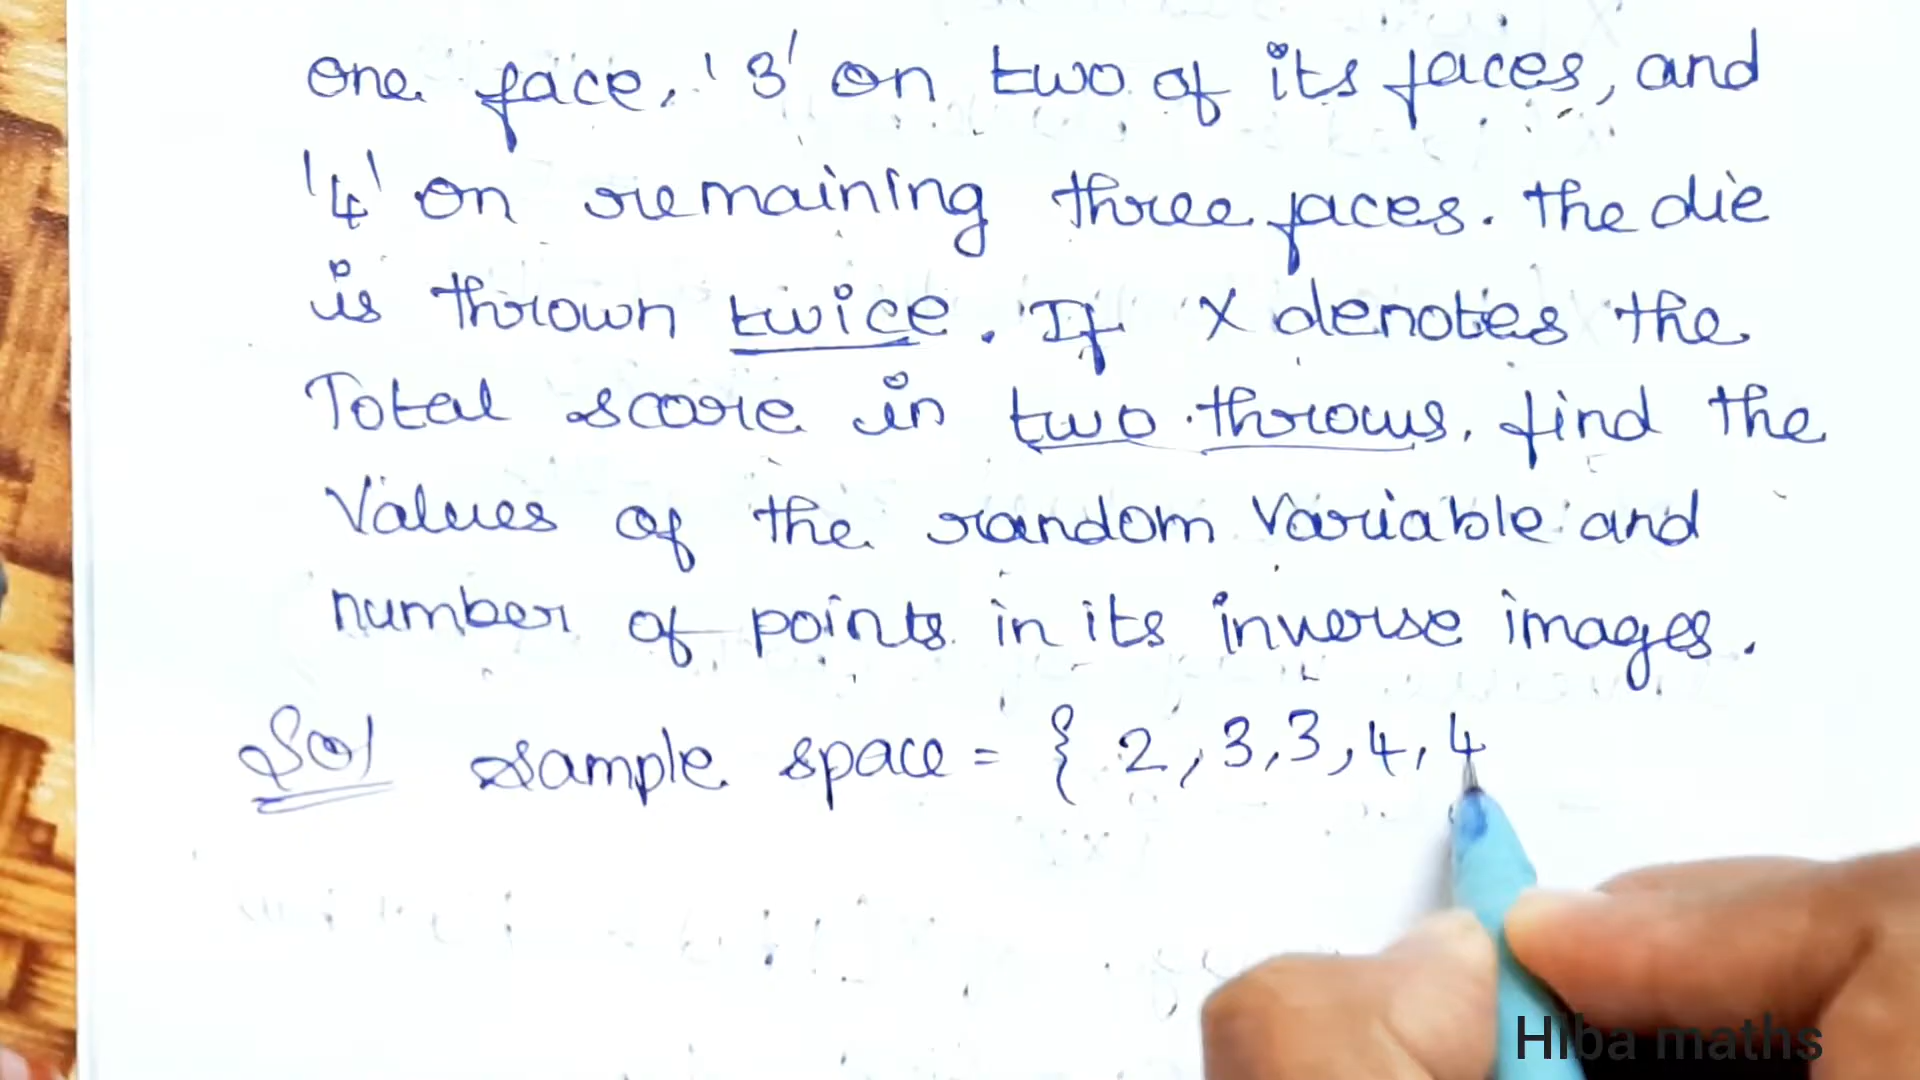 one face, '3' on two of its faces, and
'4' on remaining three faces. The die
is thrown twice. If X denotes the
Total score in two throws, find the
Values of the random variable and
number of points in its inverse images.
Sol Sample space = { 2, 3, 3, 4, 4
Hiba maths